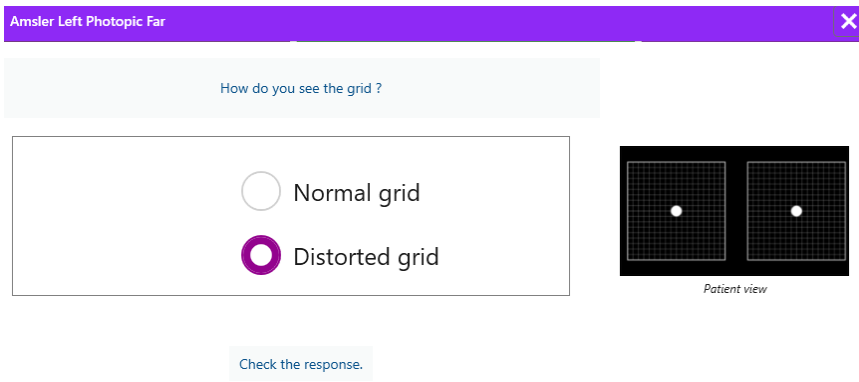 Amsler Left Photopic Far
How do you see the grid ?
Normal grid
Distorted grid
Patient view
Check the response.